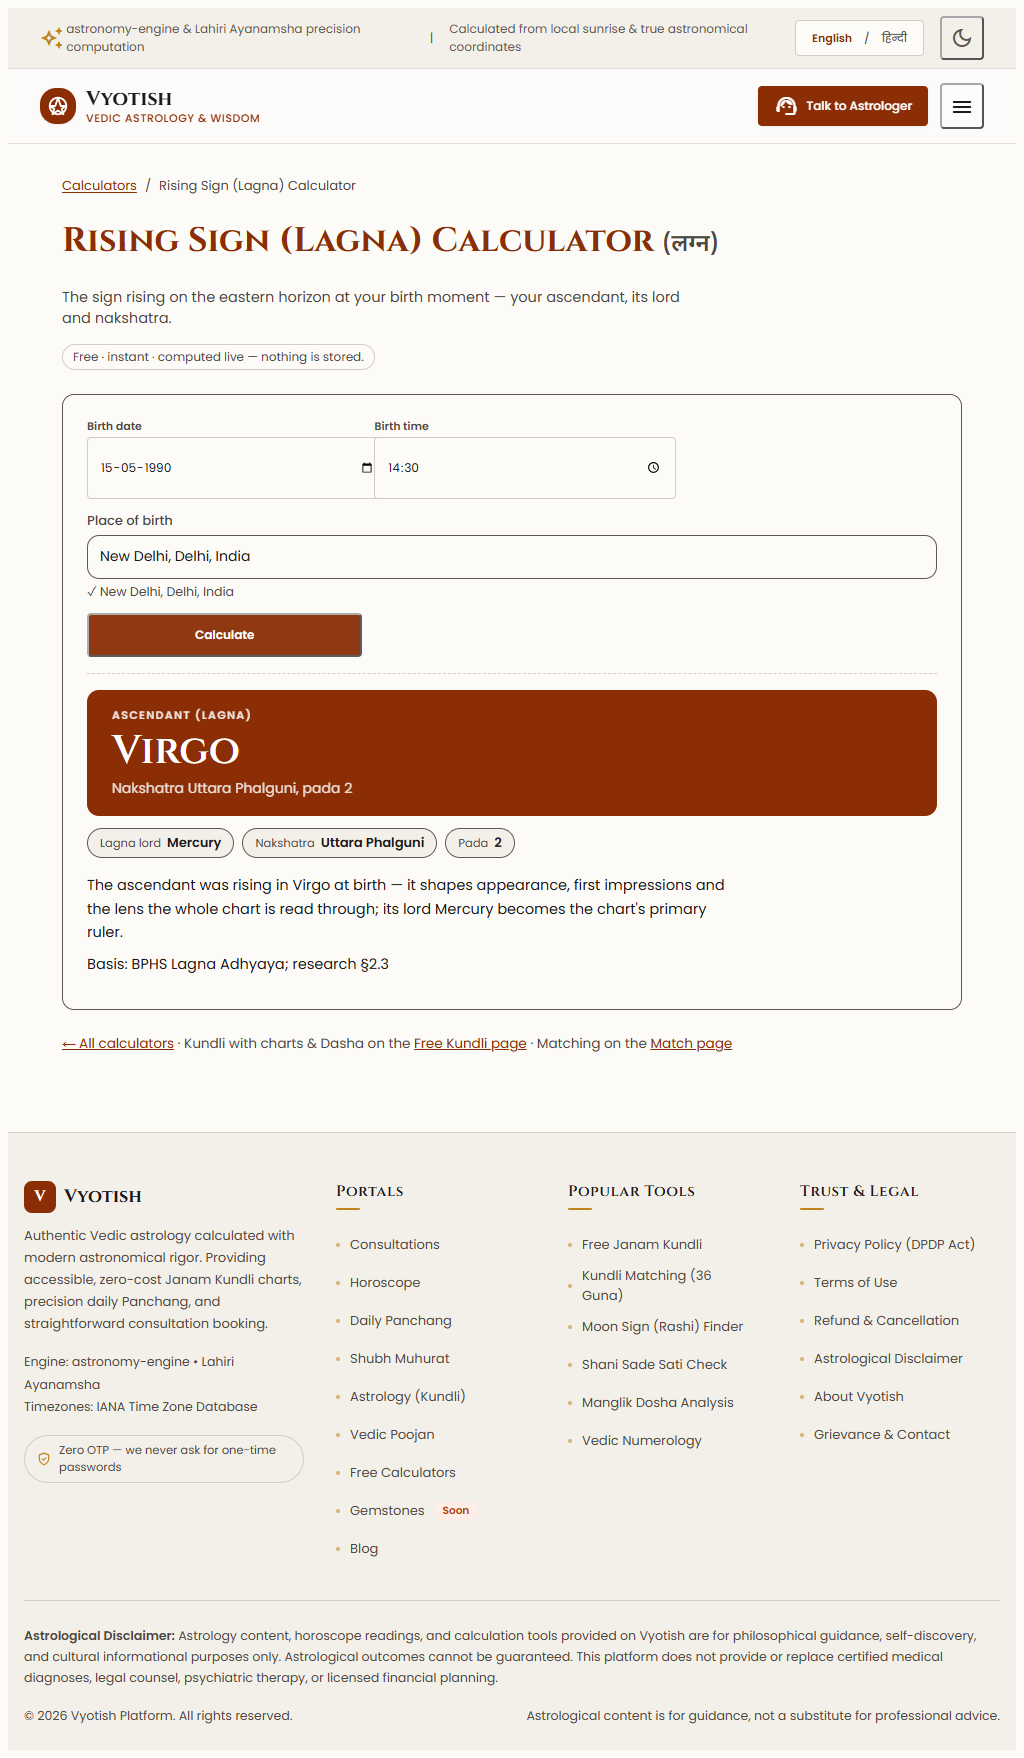 astronomy-engine & Lahiri Ayanamsha precision
computation
|
Calculated from local sunrise & true astronomical
coordinates
English / हिन्दी
Vyotish
VEDIC ASTROLOGY & WISDOM
Talk to Astrologer
Calculators / Rising Sign (Lagna) Calculator
Rising Sign (Lagna) Calculator (लग्न)
The sign rising on the eastern horizon at your birth moment — your ascendant, its lord
and nakshatra.
Free · instant · computed live — nothing is stored.
Birth date
Birth time
15-05-1990
14:30
Place of birth
New Delhi, Delhi, India
✓ New Delhi, Delhi, India
Calculate
ASCENDANT (LAGNA)
Virgo
Nakshatra Uttara Phalguni, pada 2
Lagna lord Mercury
Nakshatra Uttara Phalguni
Pada 2
The ascendant was rising in Virgo at birth — it shapes appearance, first impressions and
the lens the whole chart is read through; its lord Mercury becomes the chart's primary
ruler.
Basis: BPHS Lagna Adhyaya; research §2.3
← All calculators · Kundli with charts & Dasha on the Free Kundli page · Matching on the Match page
V Vyotish
Authentic Vedic astrology calculated with
modern astronomical rigor. Providing
accessible, zero-cost Janam Kundli charts,
precision daily Panchang, and
straightforward consultation booking.
Engine: astronomy-engine • Lahiri
Ayanamsha
Timezones: IANA Time Zone Database
Zero OTP — we never ask for one-time
passwords
Portals
Consultations
Horoscope
Daily Panchang
Shubh Muhurat
Astrology (Kundli)
Vedic Poojan
Free Calculators
Gemstones Soon
Blog
Popular Tools
Free Janam Kundli
Kundli Matching (36
Guna)
Moon Sign (Rashi) Finder
Shani Sade Sati Check
Manglik Dosha Analysis
Vedic Numerology
Trust & Legal
Privacy Policy (DPDP Act)
Terms of Use
Refund & Cancellation
Astrological Disclaimer
About Vyotish
Grievance & Contact
Astrological Disclaimer: Astrology content, horoscope readings, and calculation tools provided on Vyotish are for philosophical guidance, self-discovery,
and cultural informational purposes only. Astrological outcomes cannot be guaranteed. This platform does not provide or replace certified medical
diagnoses, legal counsel, psychiatric therapy, or licensed financial planning.
© 2026 Vyotish Platform. All rights reserved.
Astrological content is for guidance, not a substitute for professional advice.